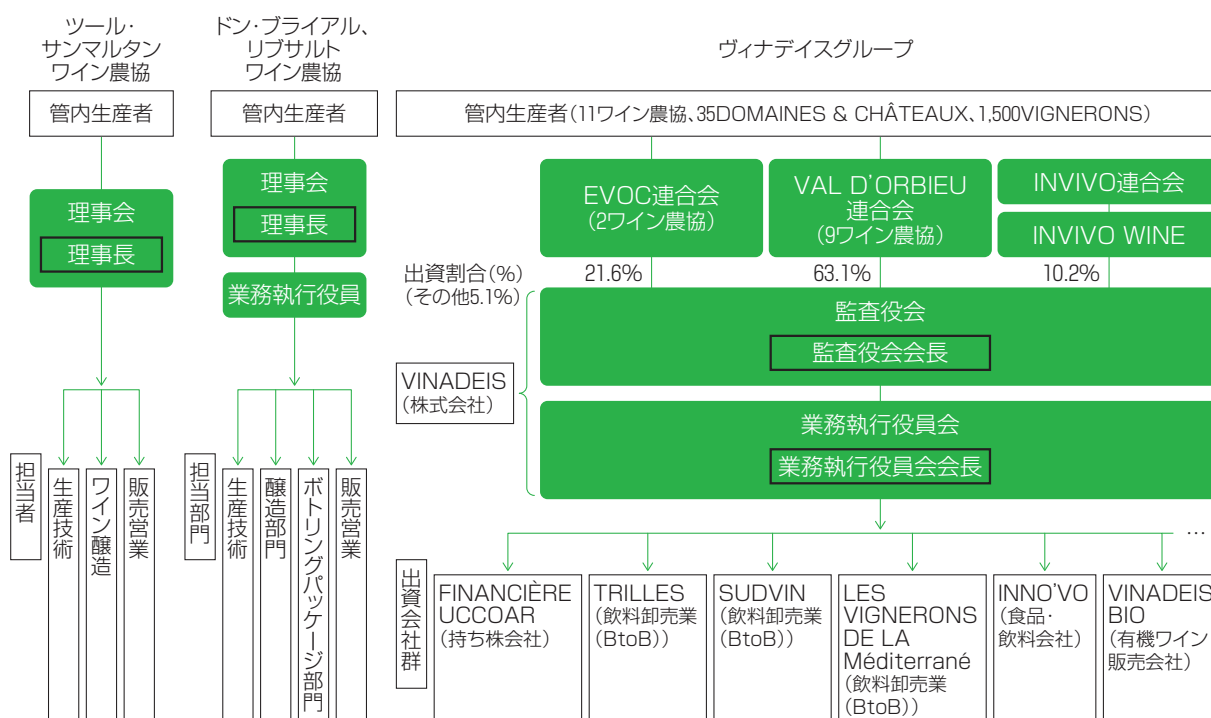 ツール・
サンマルタン
ワイン農協
管内生産者
理事会
理事長
担当者
生産技術
ワイン醸造
販売営業
ドン・ブライアル、
リブサルト
ワイン農協
管内生産者
理事会
理事長
業務執行役員
担当部門
生産技術
醸造部門
ボトリングパッケージ部門
販売営業
ヴィナデイスグループ
管内生産者(11ワイン農協、35DOMAINES & CHÂTEAUX、1,500VIGNERONS)
EVOC連合会
(2ワイン農協)
VAL D'ORBIEU
連合会
(9ワイン農協)
INVIVO連合会
INVIVO WINE
出資割合(%)
(その他5.1%)
21.6%
63.1%
10.2%
VINADEIS
(株式会社)
監査役会
監査役会会長
業務執行役員会
業務執行役員会会長
…
出資会社群
FINANCIÈRE
UCCOAR
(持ち株会社)
TRILLES
(飲料卸売業
(BtoB))
SUDVIN
(飲料卸売業
(BtoB))
LES
VIGNERONS
DE LA
Méditerrané
(飲料卸売業
(BtoB))
INNO'VO
(食品・
飲料会社)
VINADEIS
BIO
(有機ワイン
販売会社)